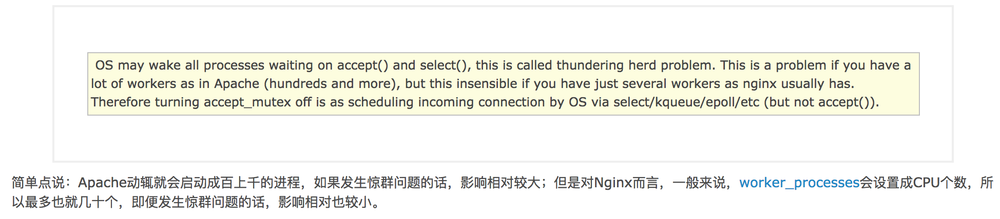 OS may wake all processes waiting on accept() and select(), this is called thundering herd problem. This is a problem if you have a
lot of workers as in Apache (hundreds and more), but this insensible if you have just several workers as nginx usually has.
Therefore turning accept_mutex off is as scheduling incoming connection by OS via select/kqueue/epoll/etc (but not accept()).
简单点说：Apache动辄就会启动成百上千的进程，如果发生惊群问题的话，影响相对较大；但是对Nginx而言，一般来说，worker_processes会设置成CPU个数，所
以最多也就几十个，即便发生惊群问题的话，影响相对也较小。